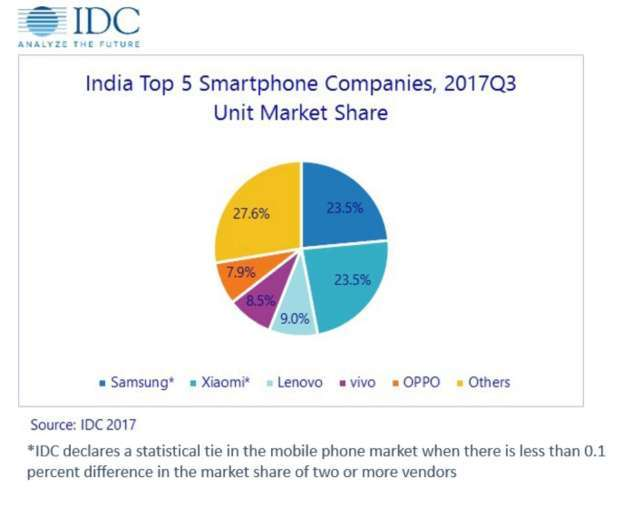 IDC
ANALYZE THE FUTURE
India Top 5 Smartphone Companies, 2017Q3
Unit Market Share
27.6%
23.5%
7.9%
23.5%
8.5%
9.0%
Samsung* Xiaomi* Lenovo vivo OPPO Others
Source: IDC 2017
*IDC declares a statistical tie in the mobile phone market when there is less than 0.1
percent difference in the market share of two or more vendors